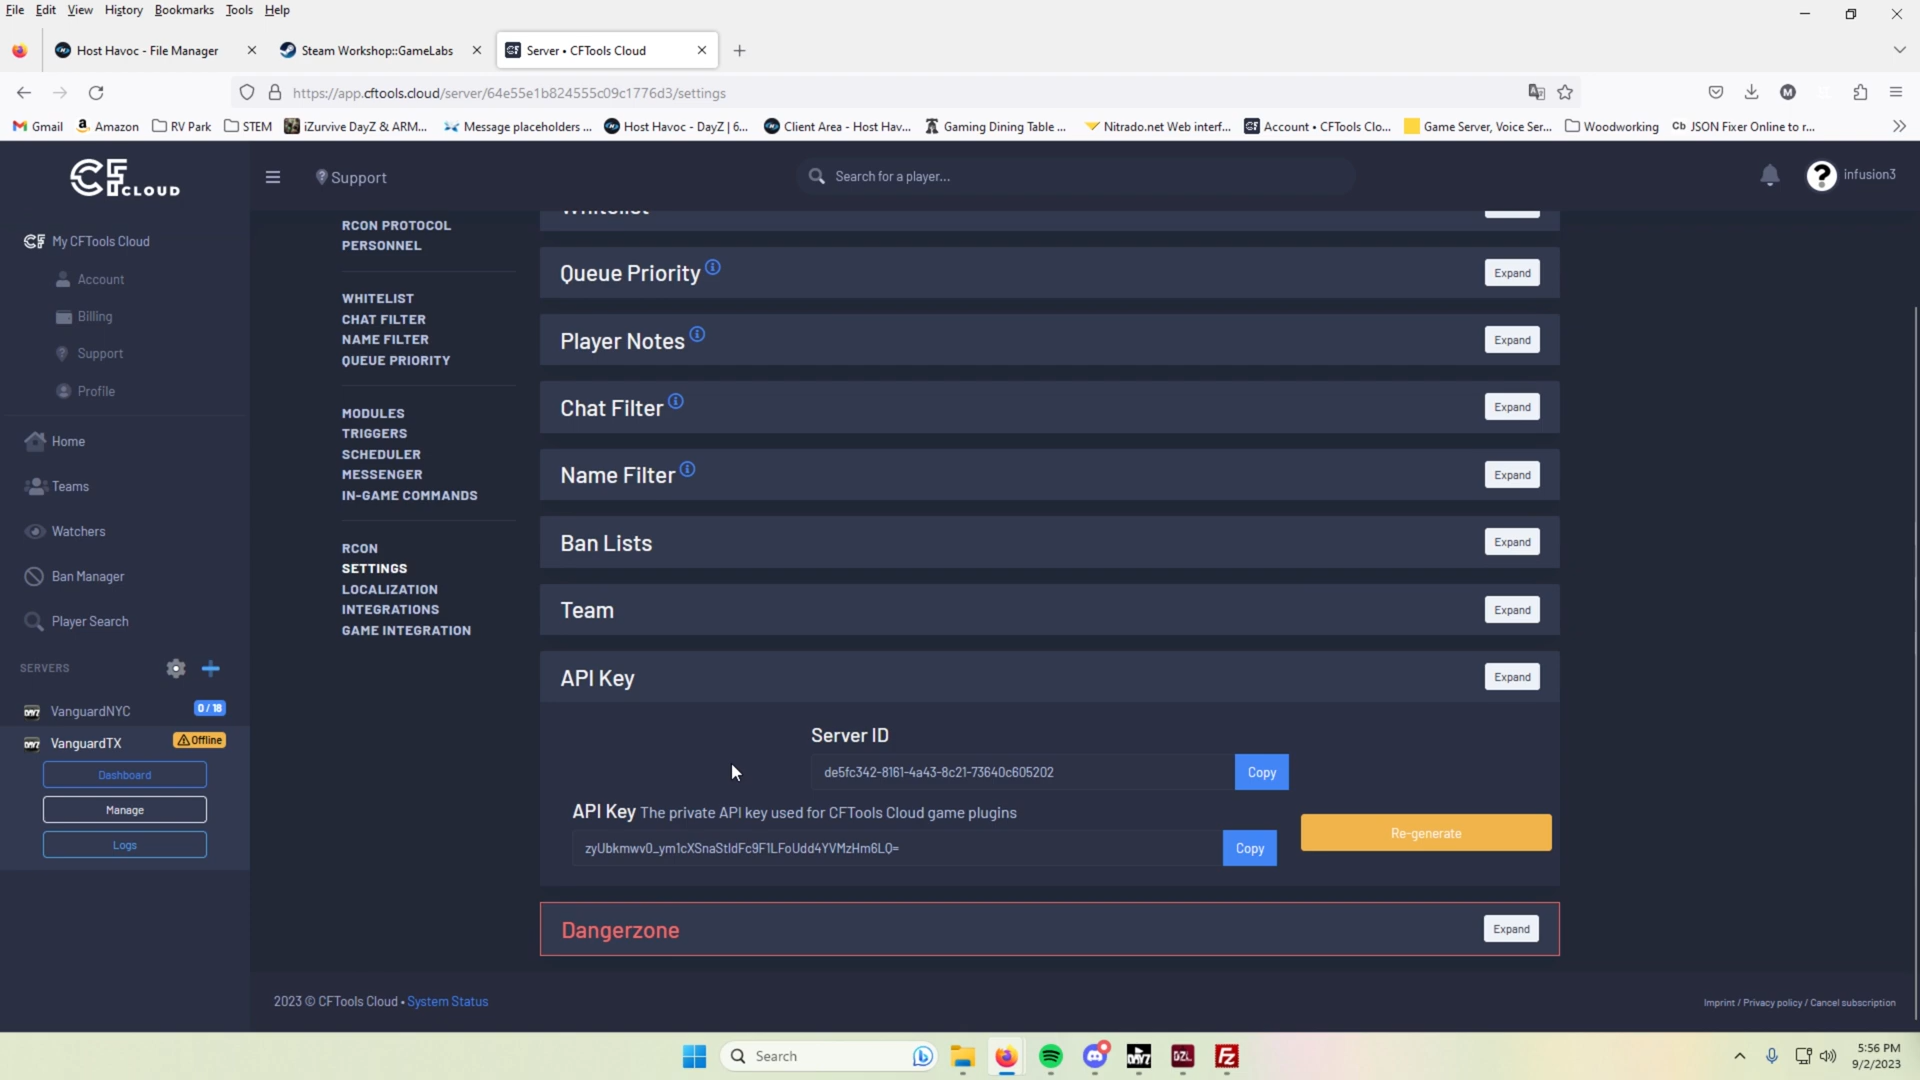 File Edit View History Bookmarks Tools Help
Host Havoc - File Manager
Steam Workshop::GameLabs
Server • CFTools Cloud
https://app.cftools.cloud/server/64e55e1b824555c09c1776d3/settings
M
Gmail
Amazon
RV Park
STEM
iZurvive DayZ & ARM...
Message placeholders ...
Host Havoc - DayZ | 6...
Client Area - Host Hav...
Gaming Dining Table ...
Nitrado.net Web interf...
Account • CFTools Clo...
Game Server, Voice Ser...
Woodworking
Cb JSON Fixer Online to r...
CF CLOUD
Support
Search for a player...
infusion3
CF My CFTools Cloud
Account
Billing
Support
Profile
Home
Teams
Watchers
Ban Manager
Player Search
SERVERS
VanguardNYC 0 / 18
VanguardTX Offline
Dashboard
Manage
Logs
RCON PROTOCOL
PERSONNEL
WHITELIST
CHAT FILTER
NAME FILTER
QUEUE PRIORITY
MODULES
TRIGGERS
SCHEDULER
MESSENGER
IN-GAME COMMANDS
RCON
SETTINGS
LOCALIZATION
INTEGRATIONS
GAME INTEGRATION
Whitelist
Queue Priority Expand
Player Notes Expand
Chat Filter Expand
Name Filter Expand
Ban Lists Expand
Team Expand
API Key Expand
Server ID
de5fc342-8161-4a43-8c21-73640c605202 Copy
API Key The private API key used for CFTools Cloud game plugins
zyUbkmwv0_ym1cXSnaStIdFc9F1LFoUdd4YVMzHm6LQ= Copy
Re-generate
Dangerzone Expand
2023 © CFTools Cloud • System Status
Imprint / Privacy policy / Cancel subscription
Search
DAYZ
DZL
FZ
5:56 PM
9/2/2023